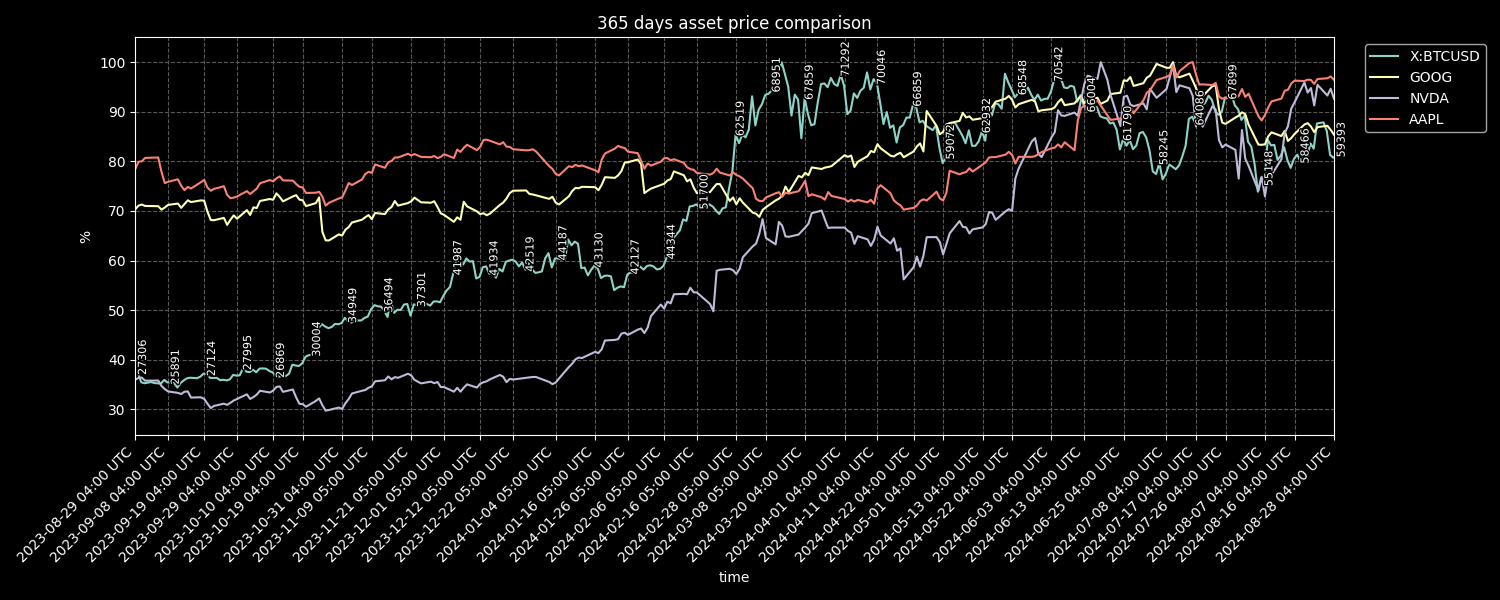 365 days asset price comparison
X:BTCUSD
GOOG
NVDA
AAPL
%
100
90
80
70
60
50
40
30
27306
25891
27124
27995
26869
30004
34949
36494
37301
41987
41934
42519
44187
43130
42127
44344
51700
62519
68951
67859
71292
70046
66859
59072
62932
68548
70542
66004
61790
58245
64086
67899
55148
58466
59393
2023-08-29 04:00 UTC
2023-09-08 04:00 UTC
2023-09-19 04:00 UTC
2023-09-29 04:00 UTC
2023-10-10 04:00 UTC
2023-10-19 04:00 UTC
2023-10-31 04:00 UTC
2023-11-09 05:00 UTC
2023-11-21 05:00 UTC
2023-12-01 05:00 UTC
2023-12-12 05:00 UTC
2023-12-22 05:00 UTC
2024-01-04 05:00 UTC
2024-01-16 05:00 UTC
2024-01-26 05:00 UTC
2024-02-06 05:00 UTC
2024-02-16 05:00 UTC
2024-02-28 05:00 UTC
2024-03-08 05:00 UTC
2024-03-20 04:00 UTC
2024-04-01 04:00 UTC
2024-04-11 04:00 UTC
2024-04-22 04:00 UTC
2024-05-01 04:00 UTC
2024-05-13 04:00 UTC
2024-05-22 04:00 UTC
2024-06-03 04:00 UTC
2024-06-13 04:00 UTC
2024-06-25 04:00 UTC
2024-07-08 04:00 UTC
2024-07-17 04:00 UTC
2024-07-26 04:00 UTC
2024-08-07 04:00 UTC
2024-08-16 04:00 UTC
2024-08-28 04:00 UTC
time